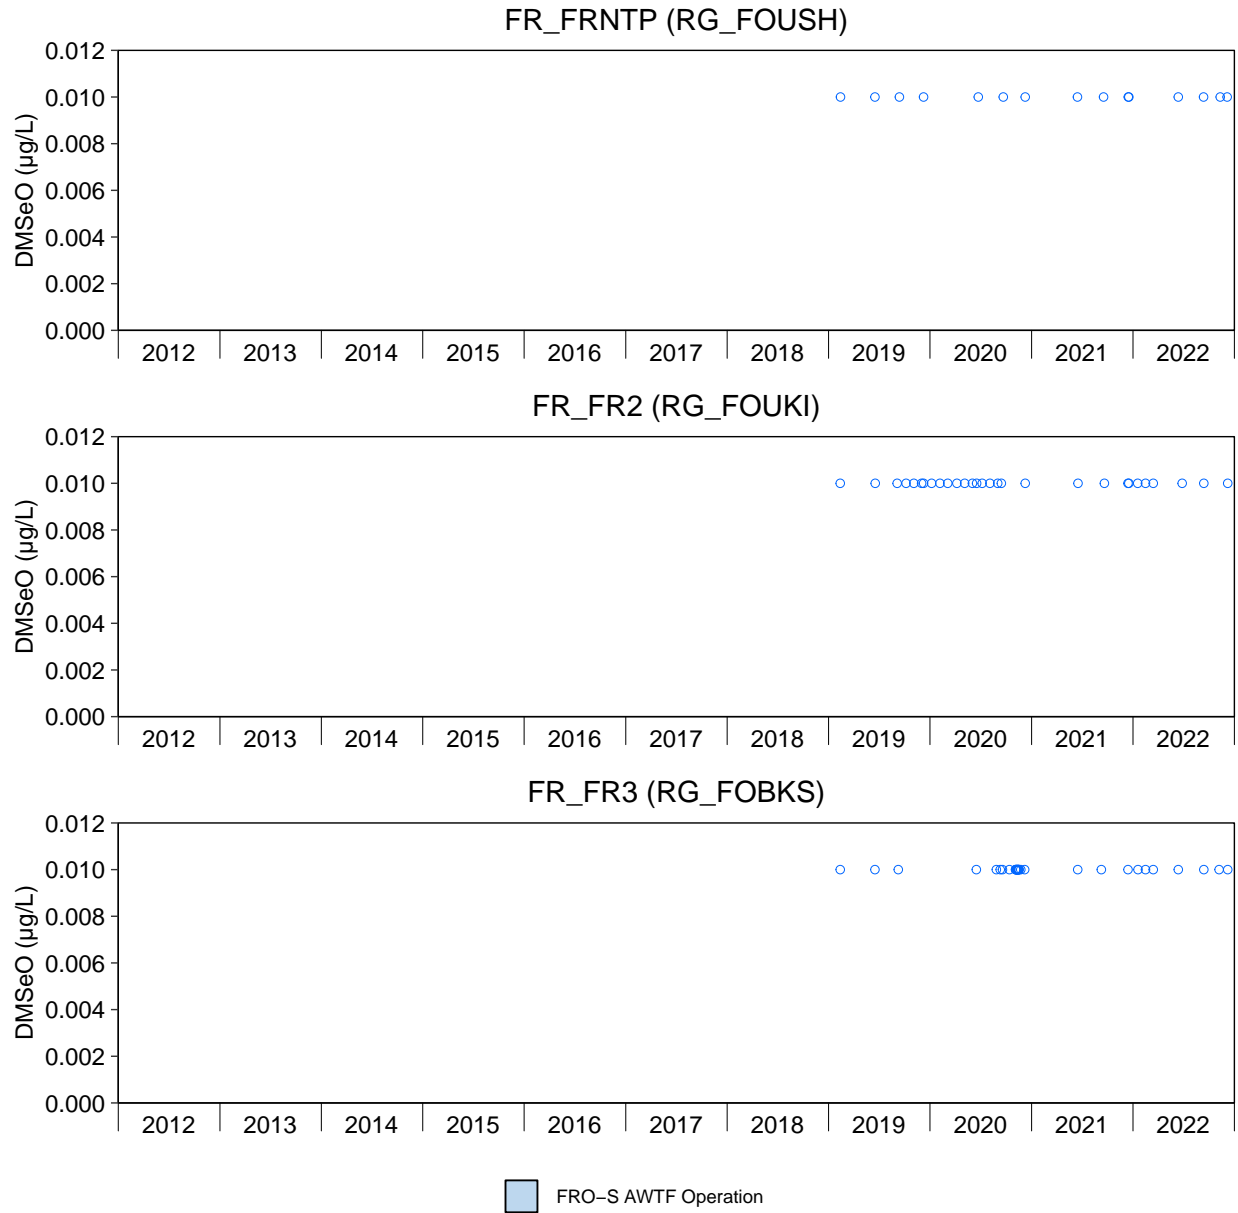 FR_FRNTP (RG_FOUSH)
DMSeO (µg/L)
0.012
0.010
0.008
0.006
0.004
0.002
0.000
2012 2013 2014 2015 2016 2017 2018 2019 2020 2021 2022
FR_FR2 (RG_FOUKI)
DMSeO (µg/L)
0.012
0.010
0.008
0.006
0.004
0.002
0.000
2012 2013 2014 2015 2016 2017 2018 2019 2020 2021 2022
FR_FR3 (RG_FOBKS)
DMSeO (µg/L)
0.012
0.010
0.008
0.006
0.004
0.002
0.000
2012 2013 2014 2015 2016 2017 2018 2019 2020 2021 2022
FRO−S AWTF Operation